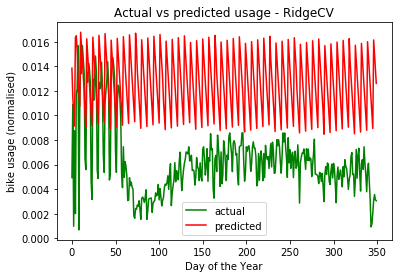 Actual vs predicted usage - RidgeCV
bike usage (normalised)
0.016
0.014
0.012
0.010
0.008
0.006
0.004
0.002
0.000
actual
predicted
0 50 100 150 200 250 300 350
Day of the Year